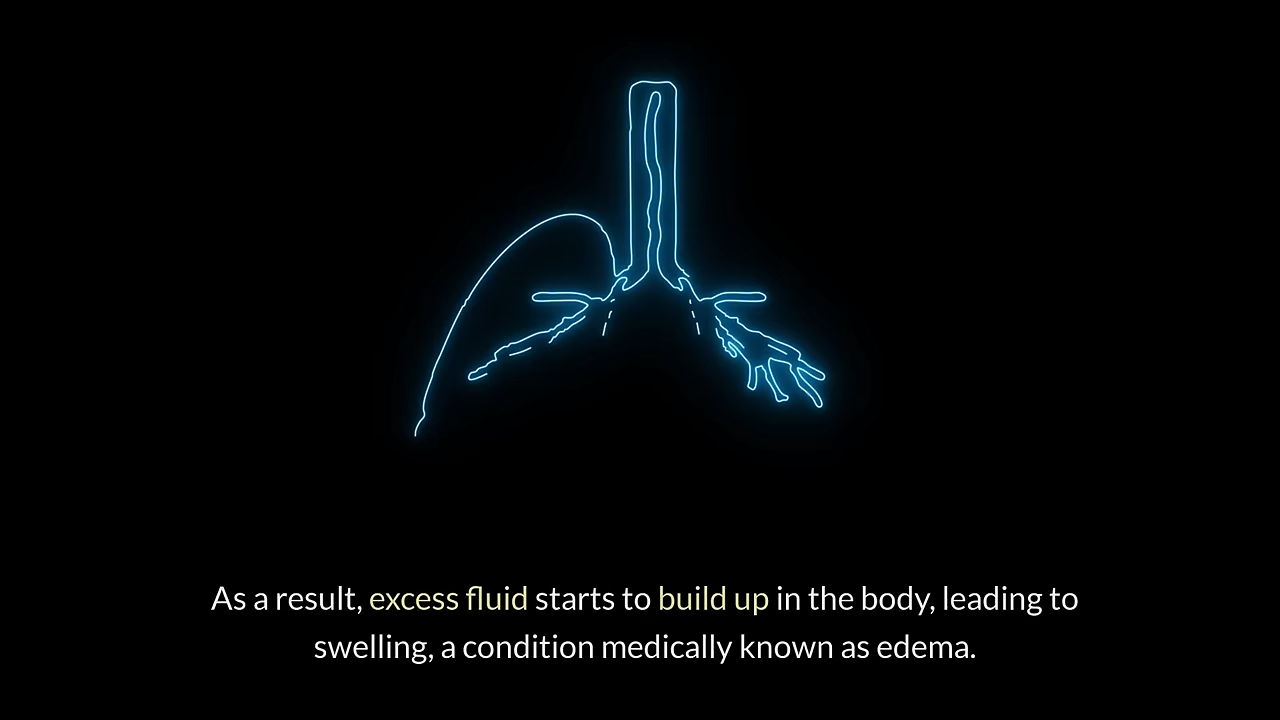 As a result, excess fluid starts to build up in the body, leading to
swelling, a condition medically known as edema.